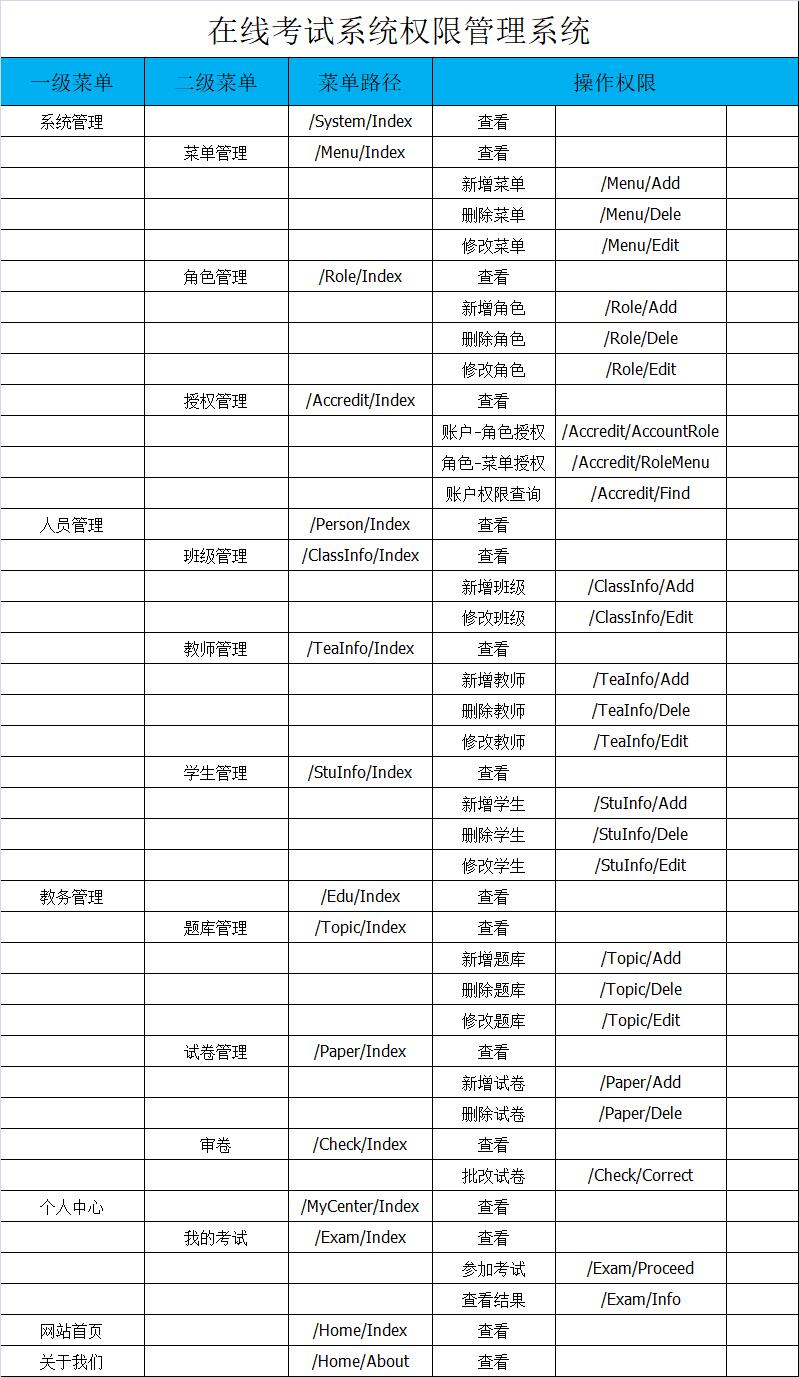 在线考试系统权限管理系统
一级菜单 二级菜单 菜单路径 操作权限
系统管理 /System/Index 查看
菜单管理 /Menu/Index 查看
新增菜单 /Menu/Add
删除菜单 /Menu/Dele
修改菜单 /Menu/Edit
角色管理 /Role/Index 查看
新增角色 /Role/Add
删除角色 /Role/Dele
修改角色 /Role/Edit
授权管理 /Accredit/Index 查看
账户-角色授权 /Accredit/AccountRole
角色-菜单授权 /Accredit/RoleMenu
账户权限查询 /Accredit/Find
人员管理 /Person/Index 查看
班级管理 /ClassInfo/Index 查看
新增班级 /ClassInfo/Add
修改班级 /ClassInfo/Edit
教师管理 /TeaInfo/Index 查看
新增教师 /TeaInfo/Add
删除教师 /TeaInfo/Dele
修改教师 /TeaInfo/Edit
学生管理 /StuInfo/Index 查看
新增学生 /StuInfo/Add
删除学生 /StuInfo/Dele
修改学生 /StuInfo/Edit
教务管理 /Edu/Index 查看
题库管理 /Topic/Index 查看
新增题库 /Topic/Add
删除题库 /Topic/Dele
修改题库 /Topic/Edit
试卷管理 /Paper/Index 查看
新增试卷 /Paper/Add
删除试卷 /Paper/Dele
审卷 /Check/Index 查看
批改试卷 /Check/Correct
个人中心 /MyCenter/Index 查看
我的考试 /Exam/Index 查看
参加考试 /Exam/Proceed
查看结果 /Exam/Info
网站首页 /Home/Index 查看
关于我们 /Home/About 查看